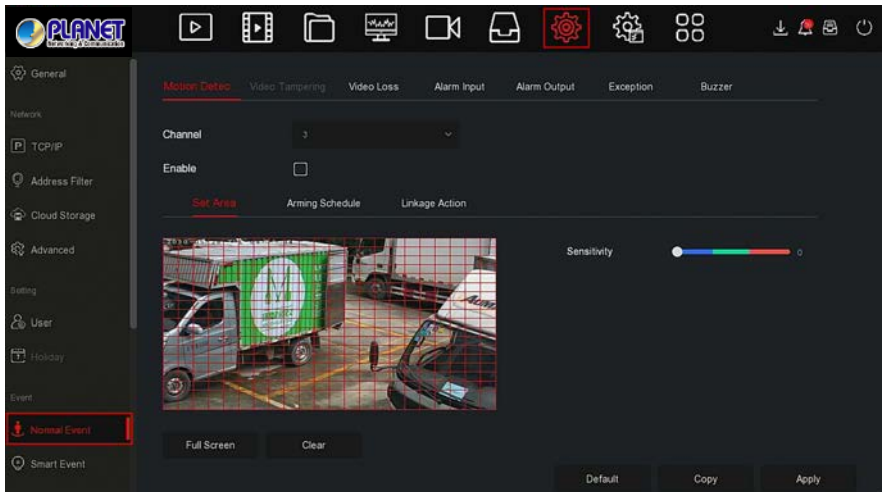 PLANET
Networking & Communication
General
Network
TCP/IP
Address Filter
Cloud Storage
Advanced
Setting
User
Holiday
Event
Normal Event
Smart Event
Motion Detec
Video Tampering
Video Loss
Alarm Input
Alarm Output
Exception
Buzzer
Channel
3
Enable
Set Area
Arming Schedule
Linkage Action
Sensitivity
0
Full Screen
Clear
Default
Copy
Apply